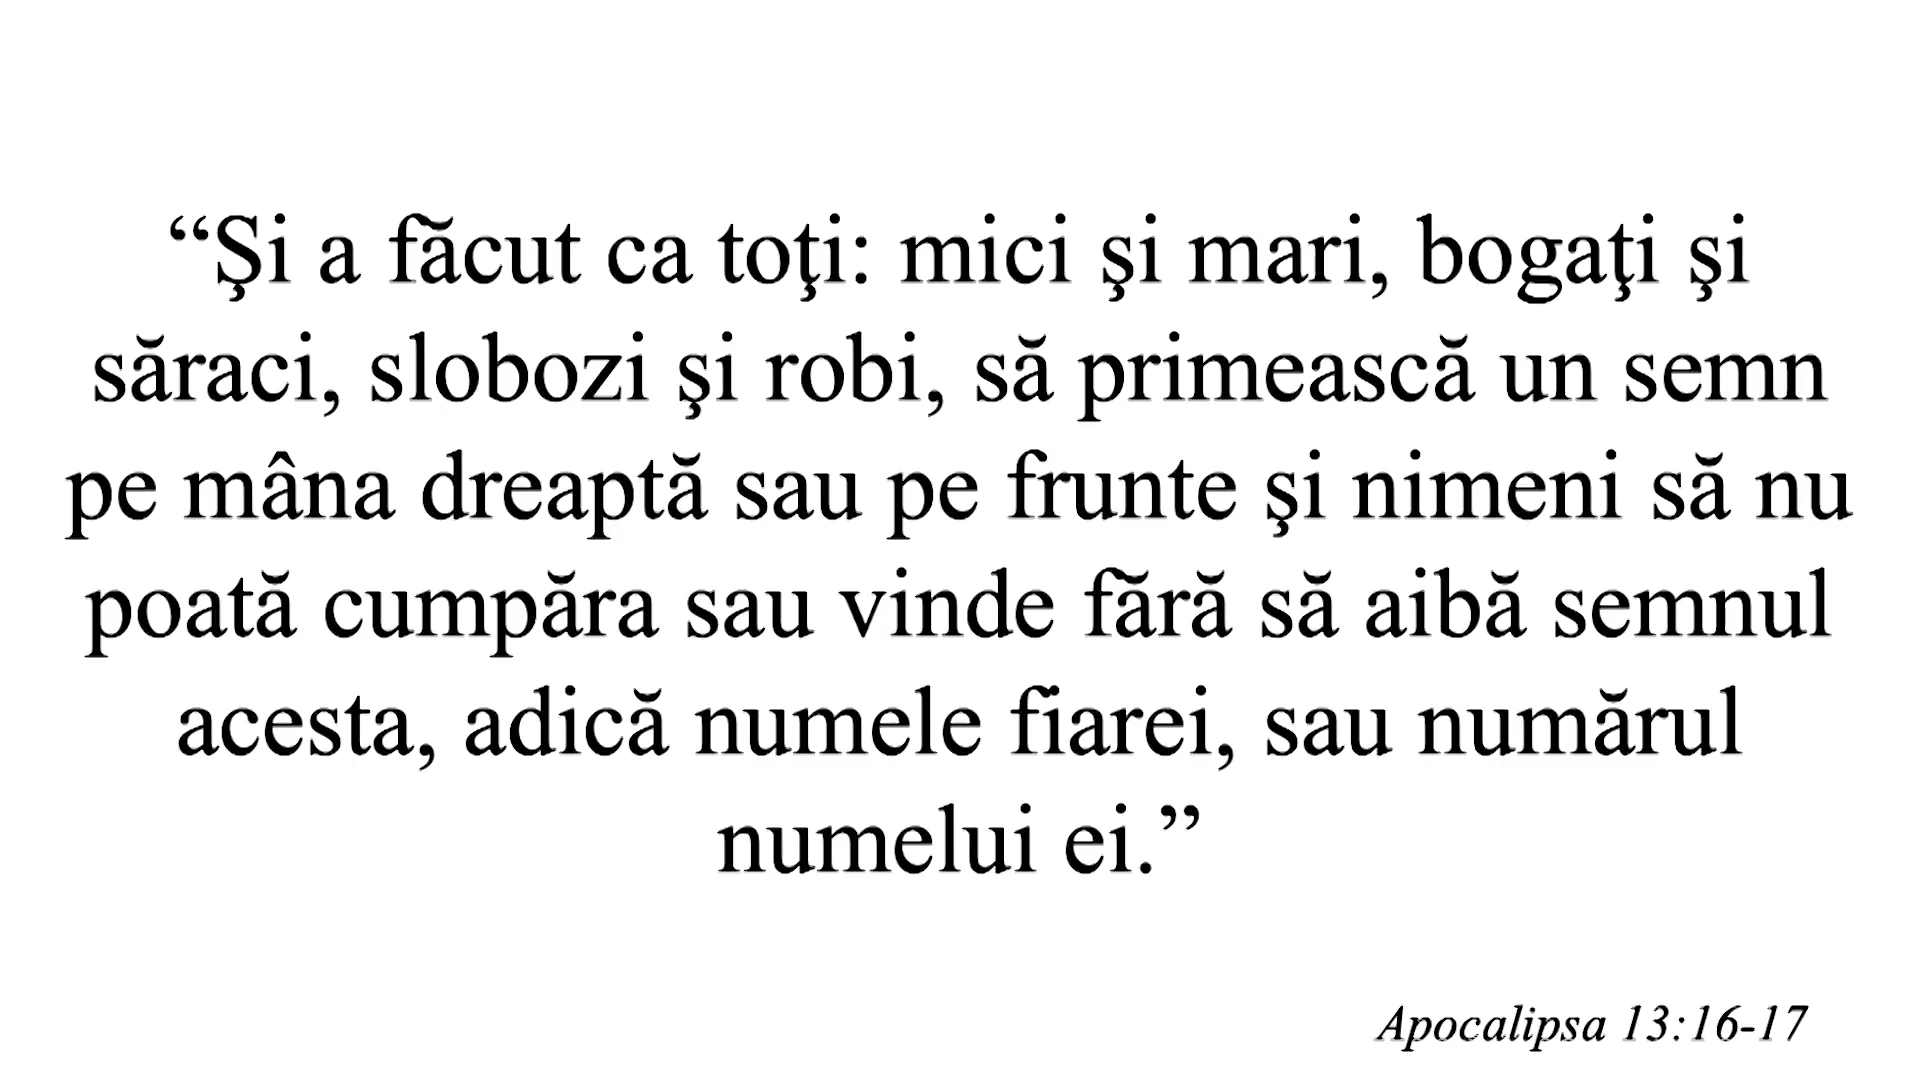 “Şi a făcut ca toţi: mici şi mari, bogaţi şi
săraci, slobozi şi robi, să primească un semn
pe mâna dreaptă sau pe frunte şi nimeni să nu
poată cumpăra sau vinde fără să aibă semnul
acesta, adică numele fiarei, sau numărul
numelui ei.”
Apocalipsa 13:16-17